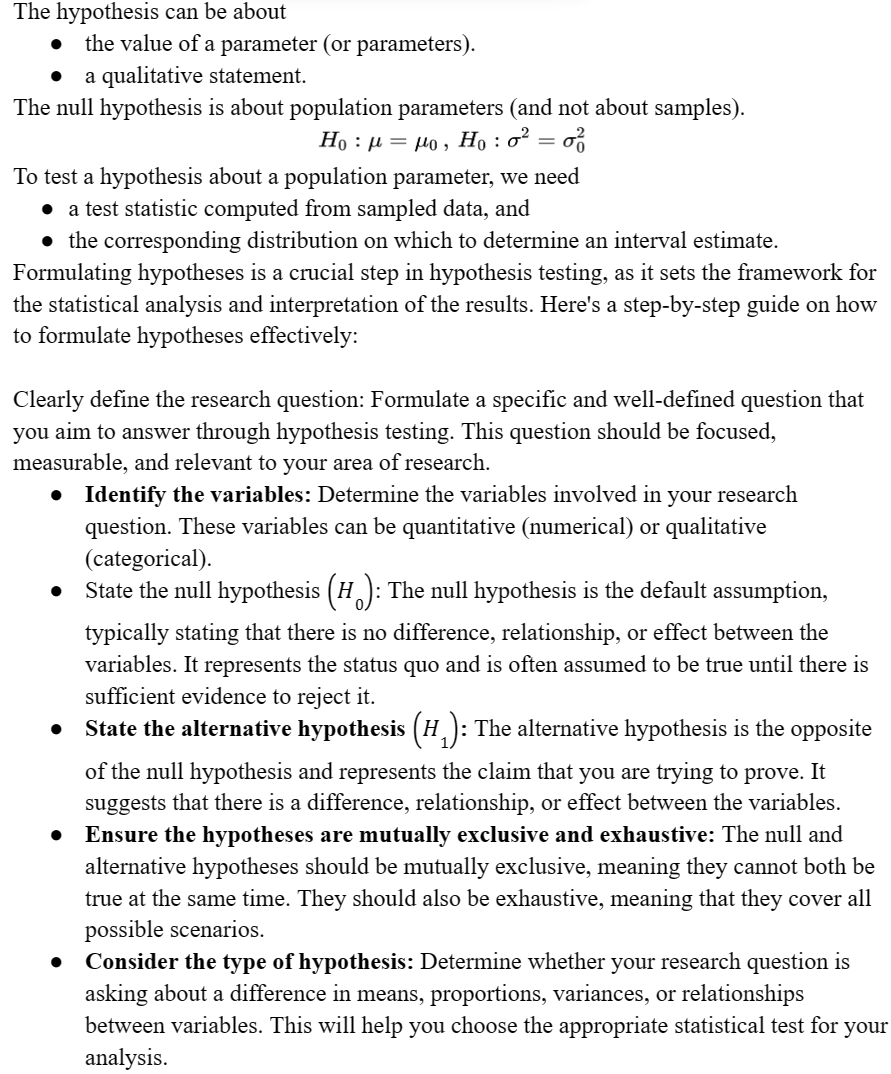 The hypothesis can be about
● the value of a parameter (or parameters).
● a qualitative statement.
The null hypothesis is about population parameters (and not about samples).
H₀ : μ = μ₀ , H₀ : σ² = σ₀²
To test a hypothesis about a population parameter, we need
● a test statistic computed from sampled data, and
● the corresponding distribution on which to determine an interval estimate.
Formulating hypotheses is a crucial step in hypothesis testing, as it sets the framework for
the statistical analysis and interpretation of the results. Here's a step-by-step guide on how
to formulate hypotheses effectively:
Clearly define the research question: Formulate a specific and well-defined question that
you aim to answer through hypothesis testing. This question should be focused,
measurable, and relevant to your area of research.
● Identify the variables: Determine the variables involved in your research
question. These variables can be quantitative (numerical) or qualitative
(categorical).
● State the null hypothesis (H₀): The null hypothesis is the default assumption,
typically stating that there is no difference, relationship, or effect between the
variables. It represents the status quo and is often assumed to be true until there is
sufficient evidence to reject it.
● State the alternative hypothesis (H₁): The alternative hypothesis is the opposite
of the null hypothesis and represents the claim that you are trying to prove. It
suggests that there is a difference, relationship, or effect between the variables.
● Ensure the hypotheses are mutually exclusive and exhaustive: The null and
alternative hypotheses should be mutually exclusive, meaning they cannot both be
true at the same time. They should also be exhaustive, meaning that they cover all
possible scenarios.
● Consider the type of hypothesis: Determine whether your research question is
asking about a difference in means, proportions, variances, or relationships
between variables. This will help you choose the appropriate statistical test for your
analysis.